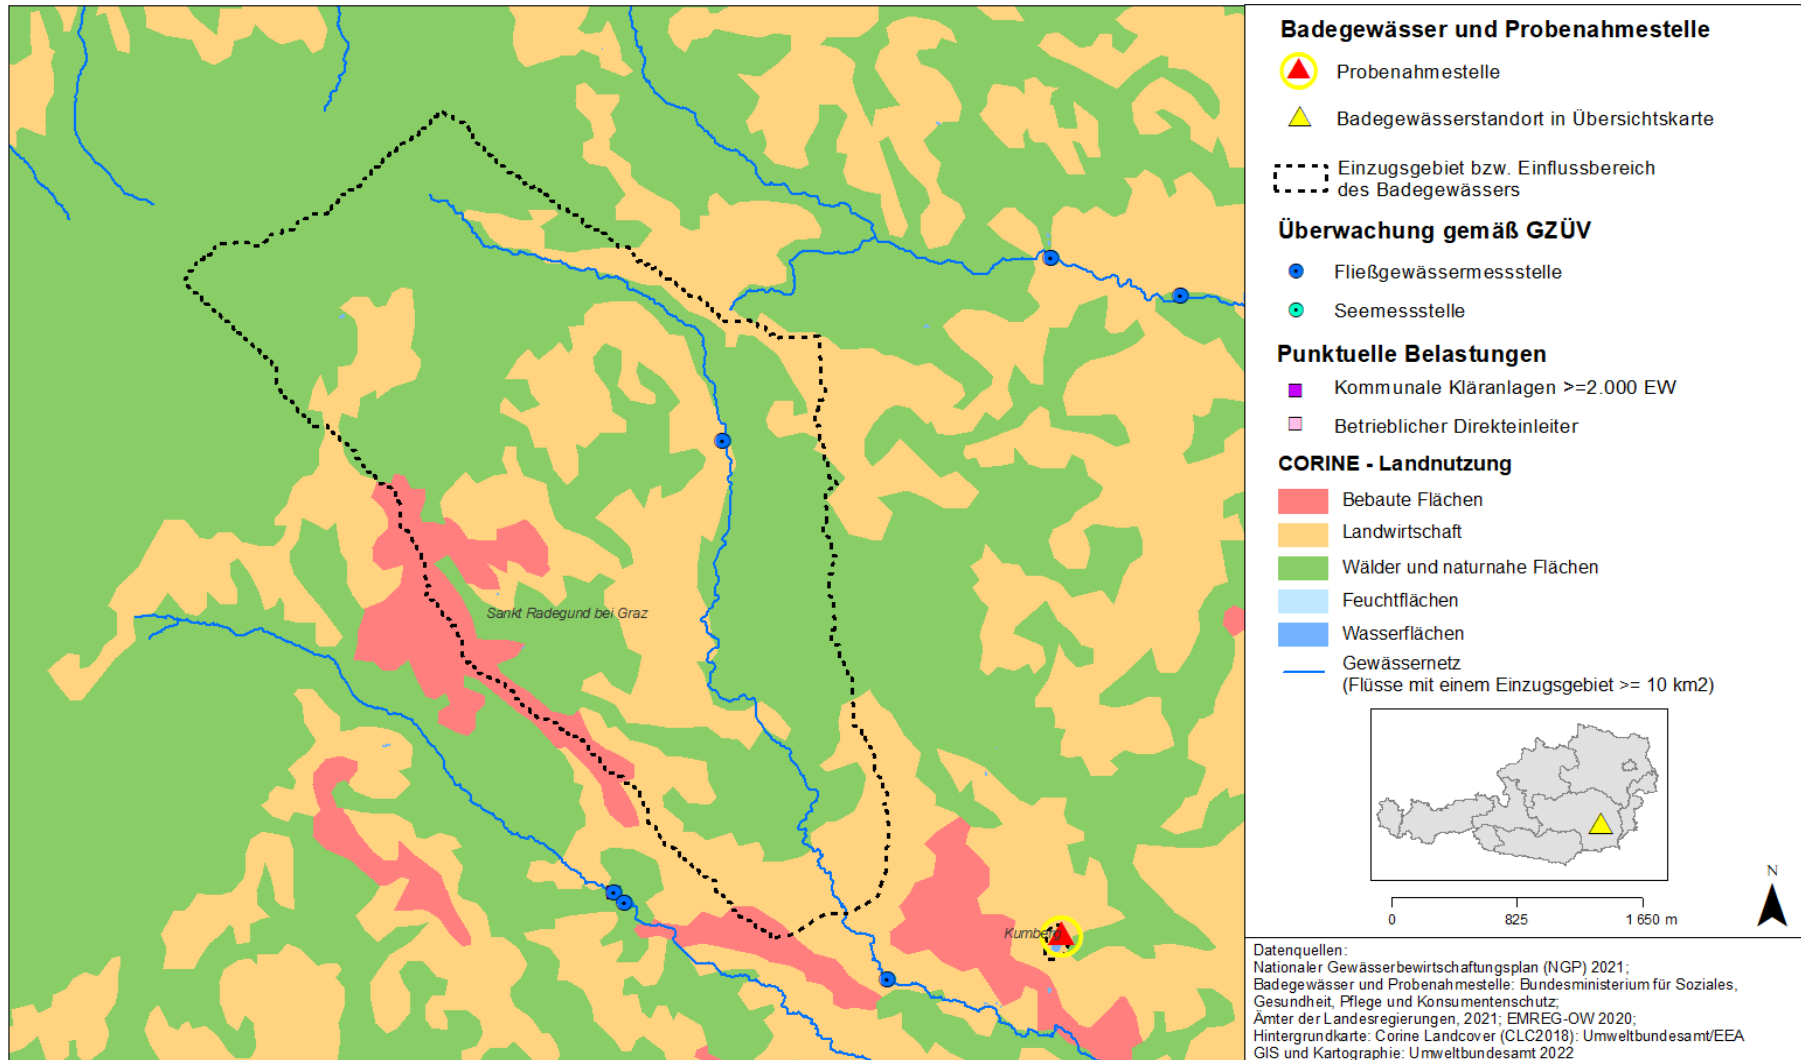 Sankt Radegund bei Graz
Kumberg
Badegewässer und Probenahmestelle
Probenahmestelle
Badegewässerstandort in Übersichtskarte
Einzugsgebiet bzw. Einflussbereich
des Badegewässers
Überwachung gemäß GZÜV
Fließgewässermessstelle
Seemessstelle
Punktuelle Belastungen
Kommunale Kläranlagen >=2.000 EW
Betrieblicher Direkteinleiter
CORINE - Landnutzung
Bebaute Flächen
Landwirtschaft
Wälder und naturnahe Flächen
Feuchtflächen
Wasserflächen
Gewässernetz
(Flüsse mit einem Einzugsgebiet >= 10 km2)
N
0 825 1 650 m
Datenquellen:
Nationaler Gewässerbewirtschaftungsplan (NGP) 2021;
Badegewässer und Probenahmestelle: Bundesministerium für Soziales,
Gesundheit, Pflege und Konsumentenschutz;
Ämter der Landesregierungen, 2021; EMREG-OW 2020;
Hintergrundkarte: Corine Landcover (CLC2018): Umweltbundesamt/EEA
GIS und Kartographie: Umweltbundesamt 2022